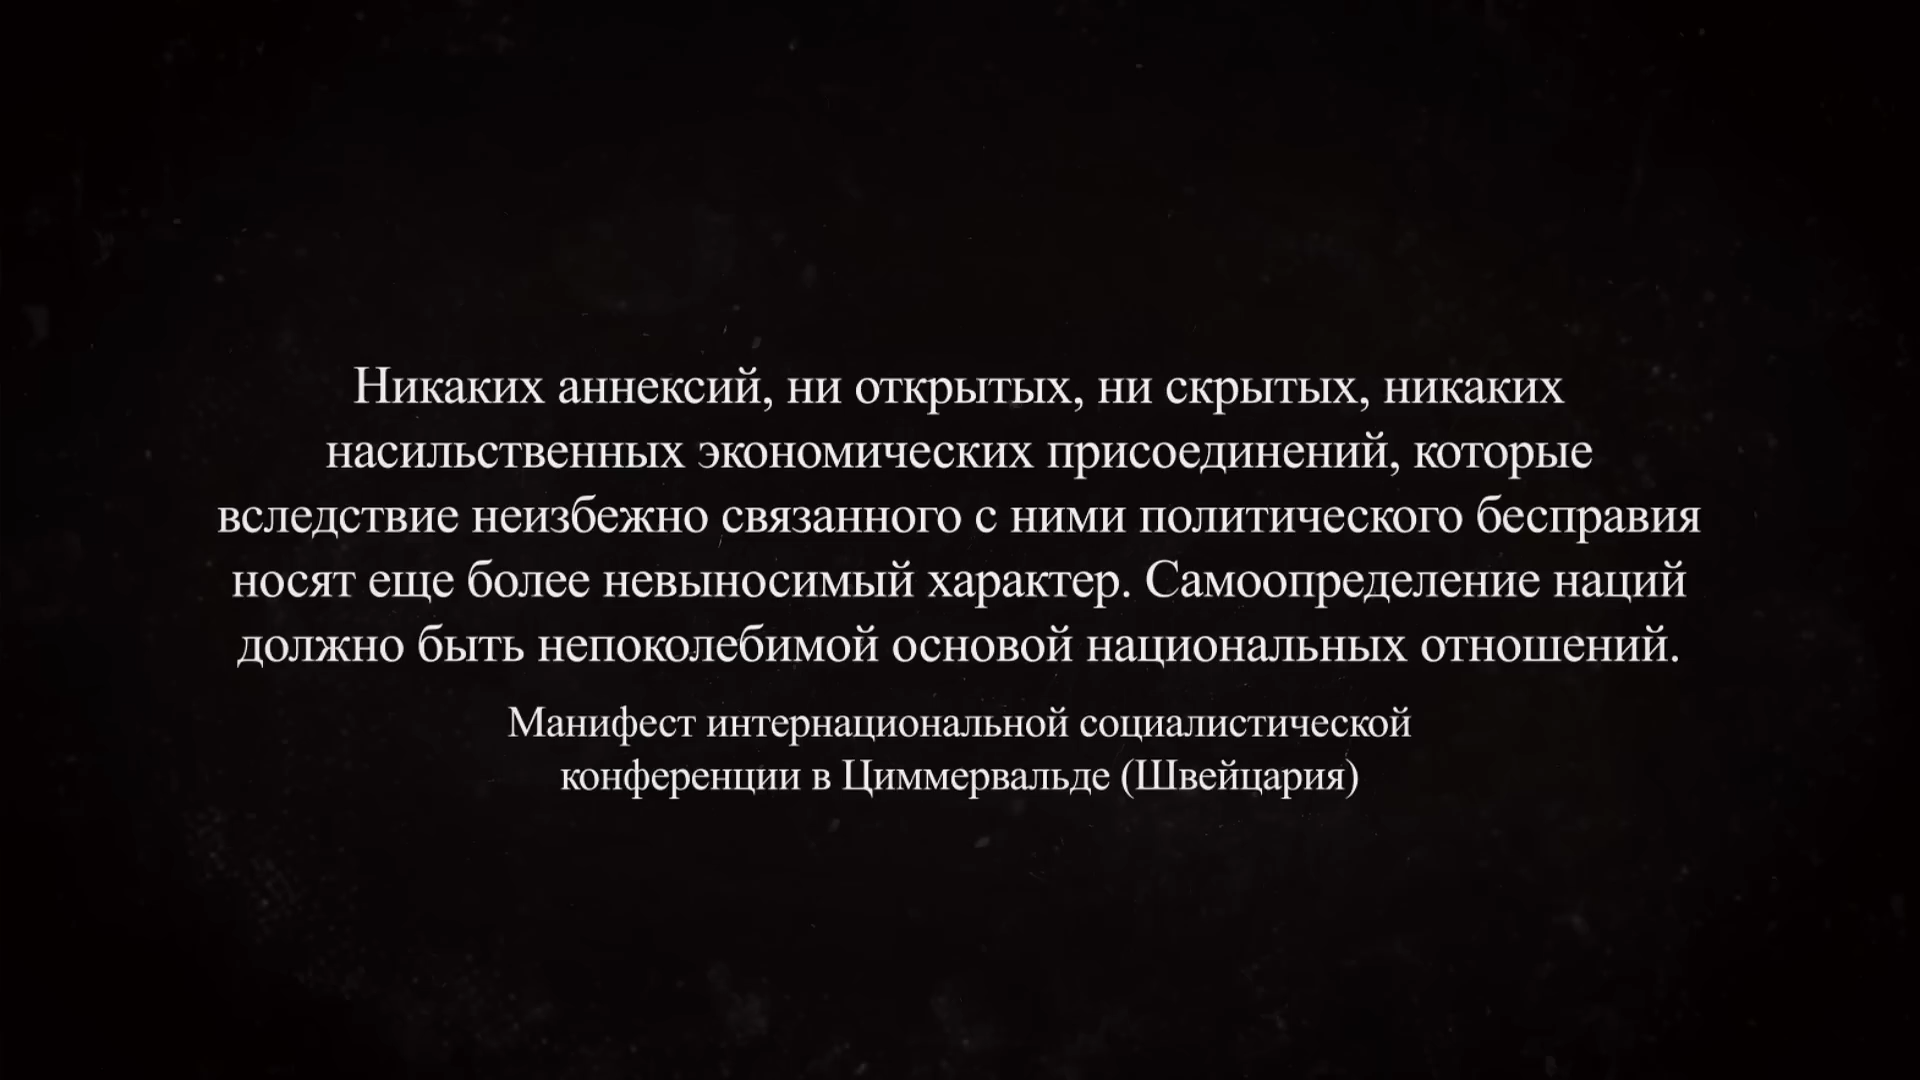 Никаких аннексий, ни открытых, ни скрытых, никаких
насильственных экономических присоединений, которые
вследствие неизбежно связанного с ними политического бесправия
носят еще более невыносимый характер. Самоопределение наций
должно быть непоколебимой основой национальных отношений.
Манифест интернациональной социалистической
конференции в Циммервальде (Швейцария)